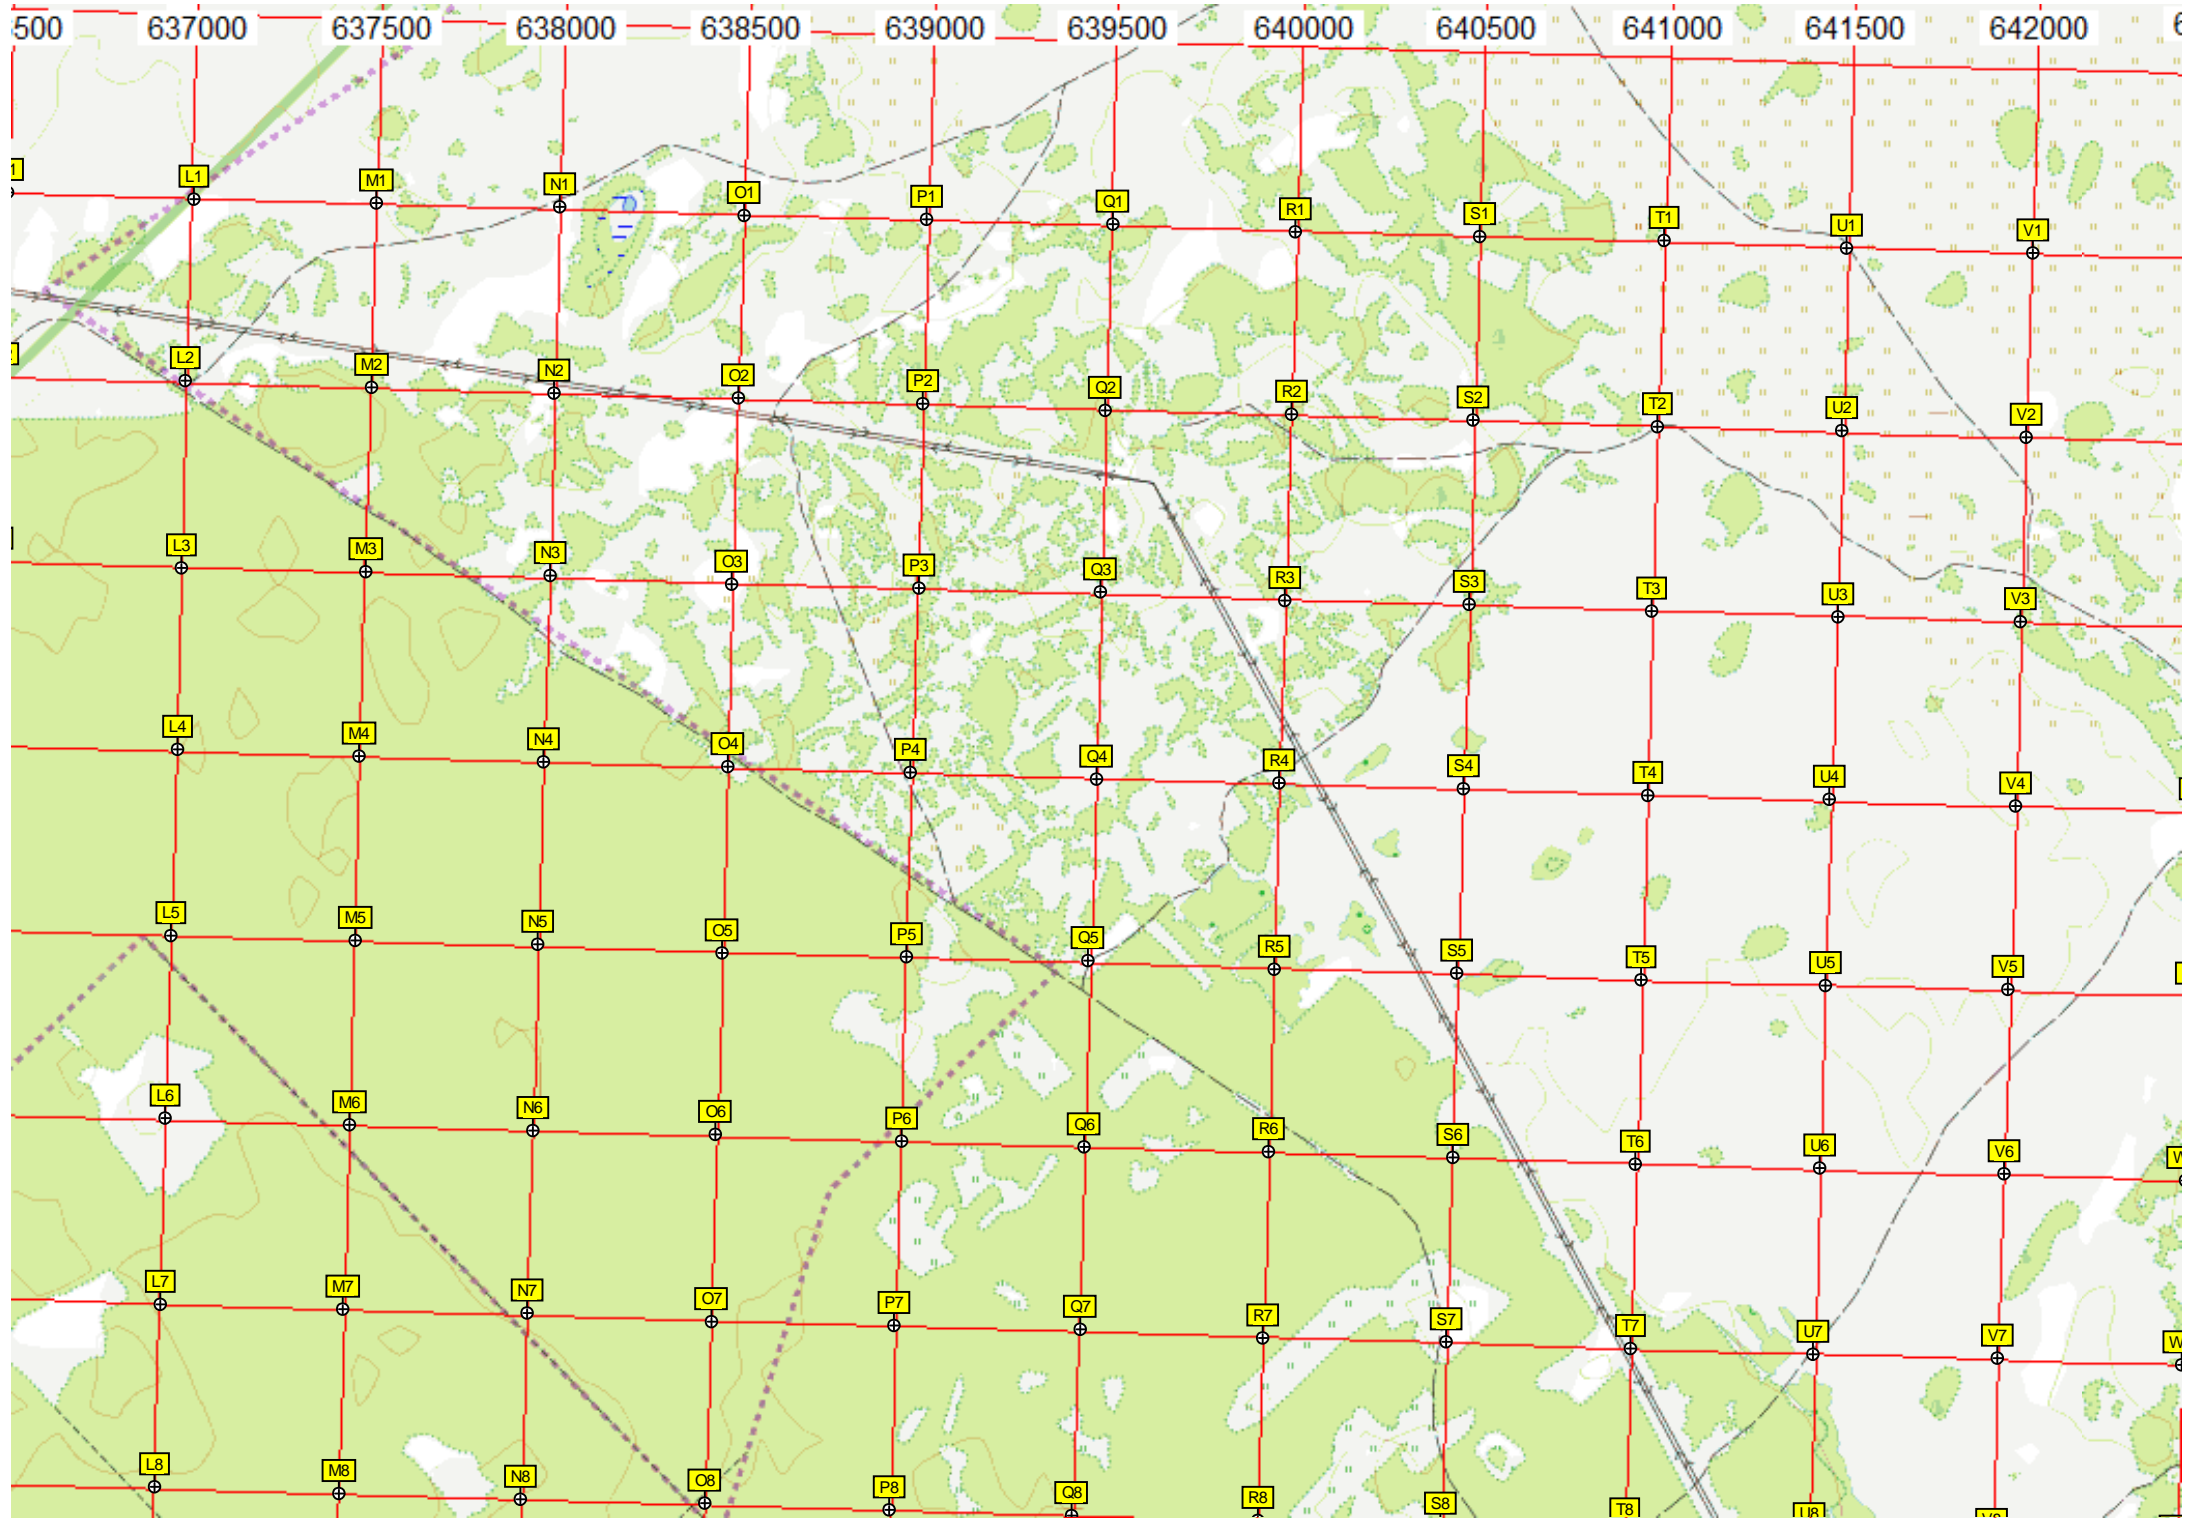 500 637000 637500 638000 638500 639000 639500 640000 640500 641000 641500 642000
1 L1 M1 N1 O1 P1 Q1 R1 S1 T1 U1 V1
L2 M2 N2 O2 P2 Q2 R2 S2 T2 U2 V2
L3 M3 N3 O3 P3 Q3 R3 S3 T3 U3 V3
L4 M4 N4 O4 P4 Q4 R4 S4 T4 U4 V4
L5 M5 N5 O5 P5 Q5 R5 S5 T5 U5 V5
L6 M6 N6 O6 P6 Q6 R6 S6 T6 U6 V6 W
L7 M7 N7 O7 P7 Q7 R7 S7 T7 U7 V7 W
L8 M8 N8 O8 P8 Q8 R8 S8 T8 U8 V8